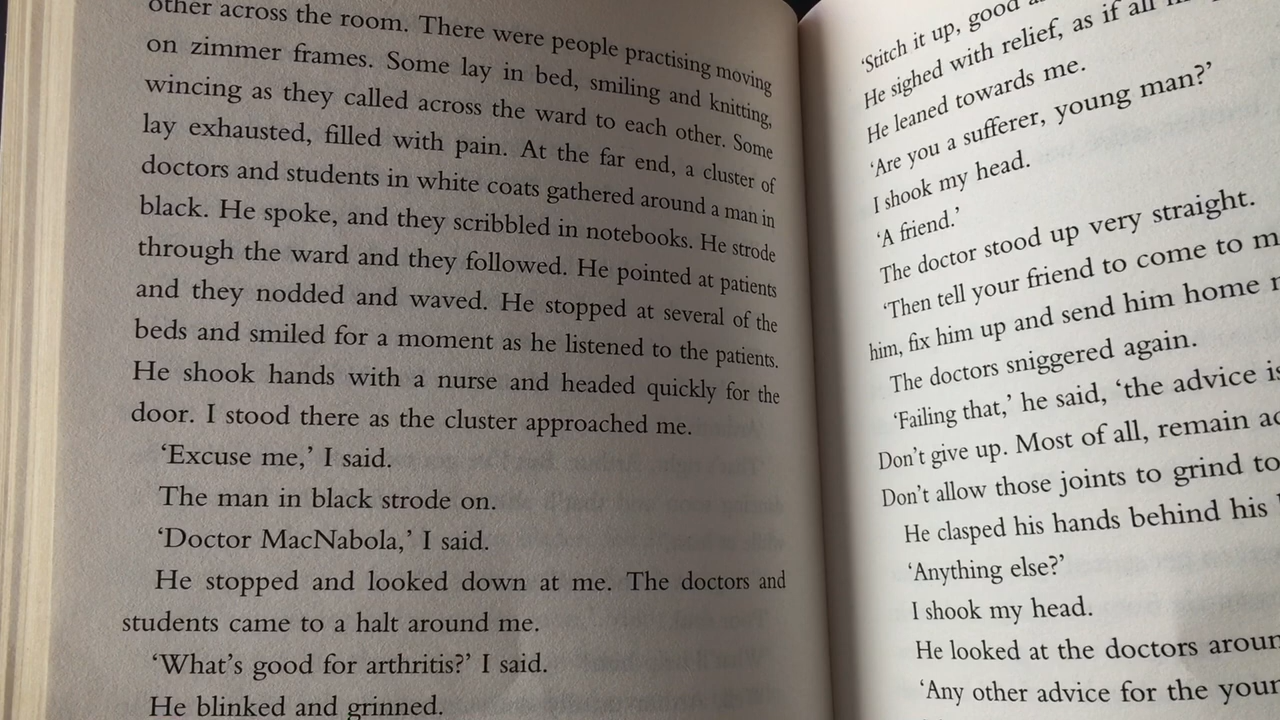 other across the room. There were people practising moving
on zimmer frames. Some lay in bed, smiling and knitting,
wincing as they called across the ward to each other. Some
lay exhausted, filled with pain. At the far end, a cluster of
doctors and students in white coats gathered around a man in
black. He spoke, and they scribbled in notebooks. He strode
through the ward and they followed. He pointed at patients
and they nodded and waved. He stopped at several of the
beds and smiled for a moment as he listened to the patients.
He shook hands with a nurse and headed quickly for the
door. I stood there as the cluster approached me.
‘Excuse me,’ I said.
The man in black strode on.
‘Doctor MacNabola,’ I said.
He stopped and looked down at me. The doctors and
students came to a halt around me.
‘What’s good for arthritis?’ I said.
He blinked and grinned.
‘Stitch it up, good
He sighed with relief, as if all
He leaned towards me.
‘Are you a sufferer, young man?’
I shook my head.
‘A friend.’
The doctor stood up very straight.
‘Then tell your friend to come to
him, fix him up and send him home
The doctors sniggered again.
‘Failing that,’ he said, ‘the advice is
Don’t give up. Most of all, remain
Don’t allow those joints to grind to
He clasped his hands behind his
‘Anything else?’
I shook my head.
He looked at the doctors
‘Any other advice for the